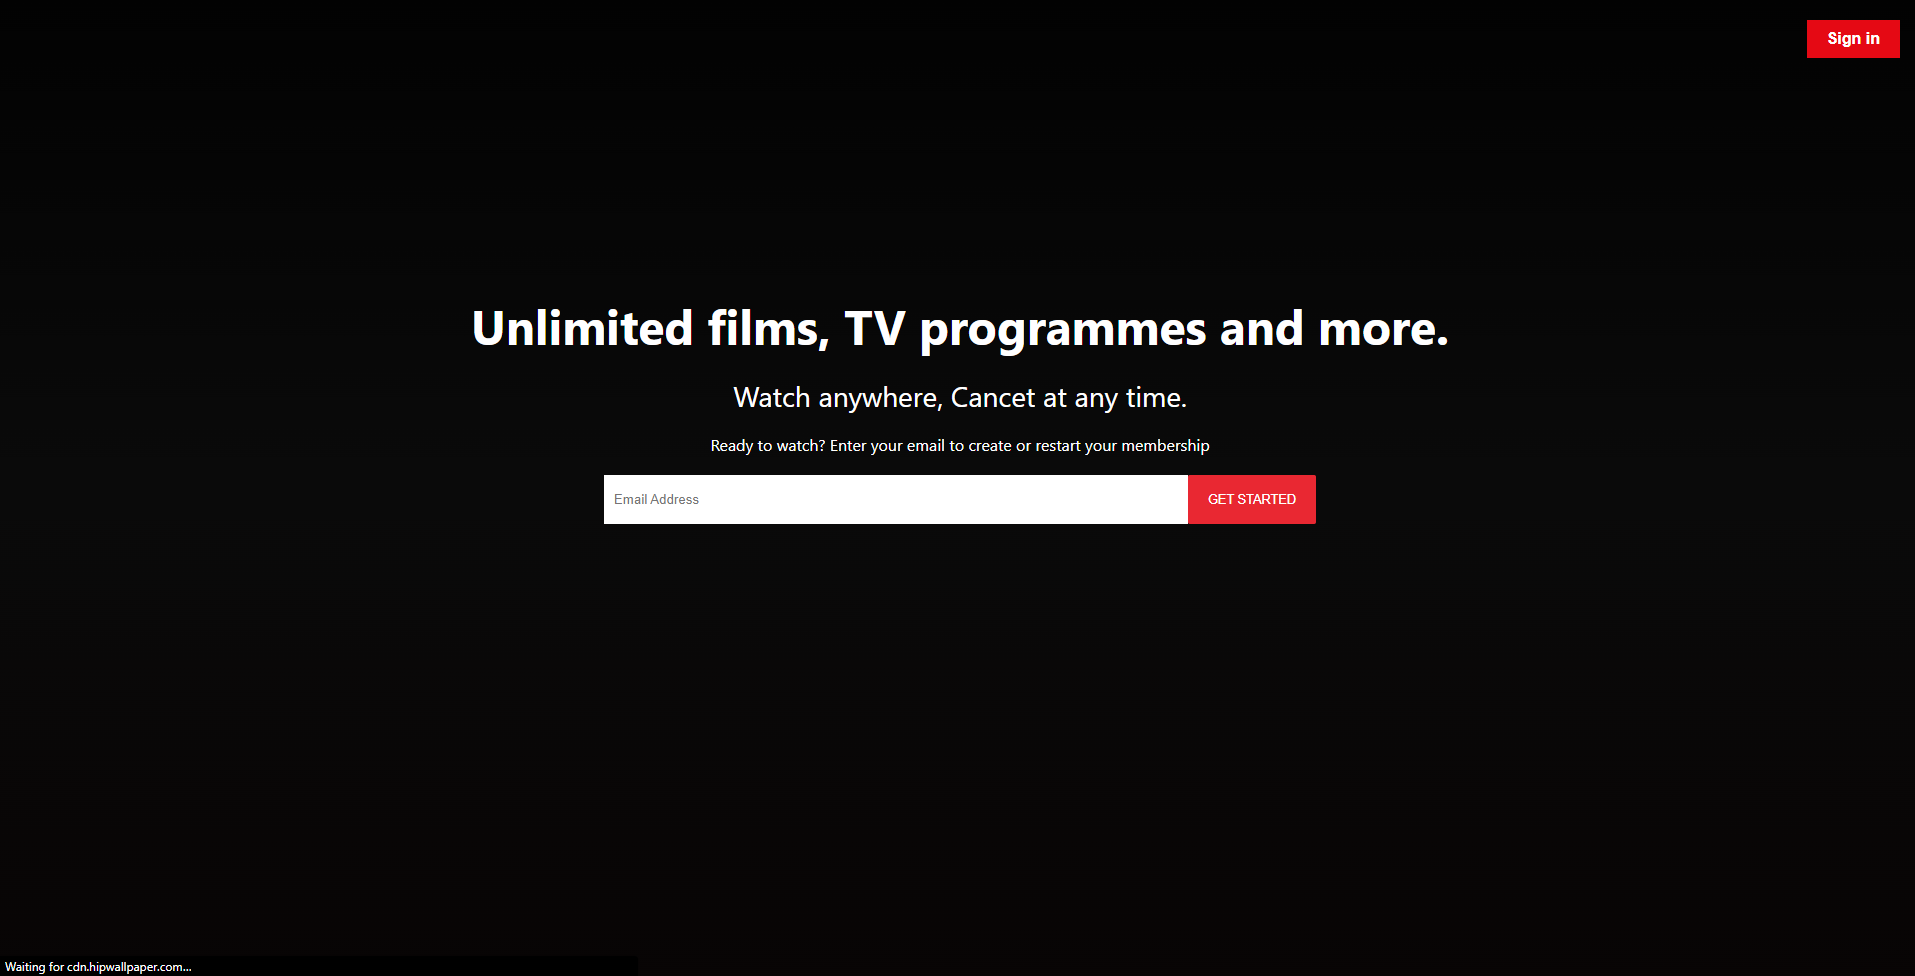 Sign in
Unlimited films, TV programmes and more.
Watch anywhere, Cancet at any time.
Ready to watch? Enter your email to create or restart your membership
Email Address GET STARTED
Waiting for cdn.hipwallpaper.com...